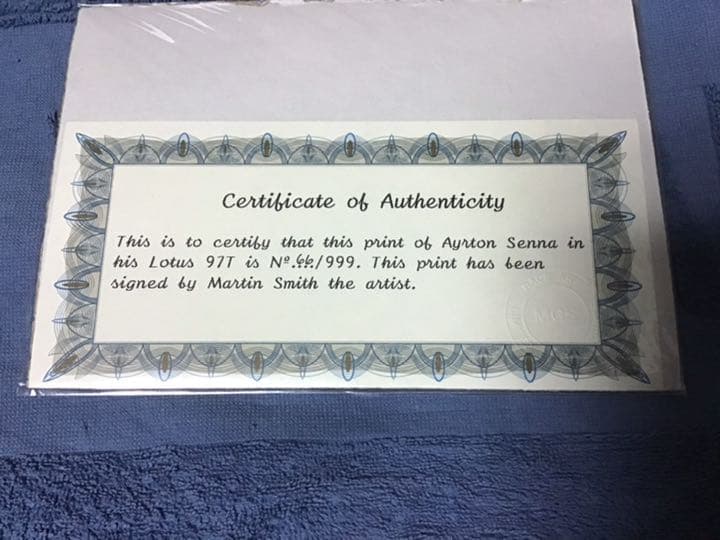 Certificate of Authenticity
This is to certify that this print of Ayrton Senna in
his Lotus 97T is Nº.66/999. This print has been
signed by Martin Smith the artist.